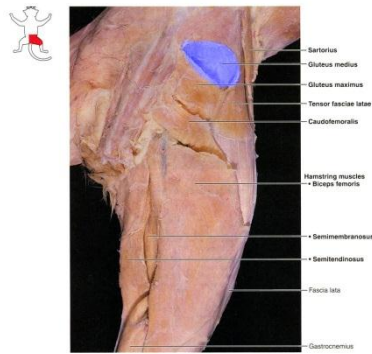 Sartorius
Gluteus medius
Gluteus maximus
Tensor fasciae latae
Caudofemoralis
Hamstring muscles
• Biceps femoris
• Semimembranosus
• Semitendinosus
Fascia lata
Gastrocnemius